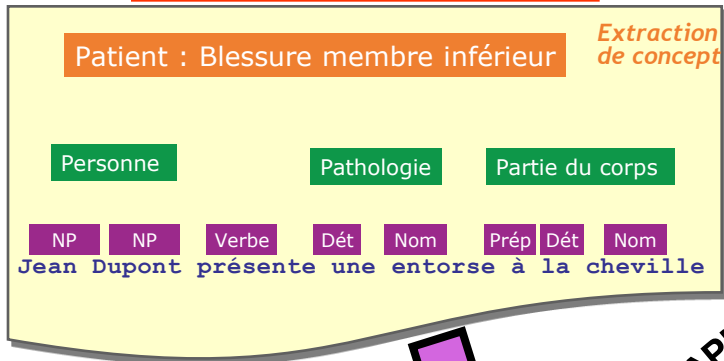 Extraction
de concept
Patient : Blessure membre inférieur
Personne Pathologie Partie du corps
NP NP Verbe Dét Nom Prép Dét Nom
Jean Dupont présente une entorse à la cheville